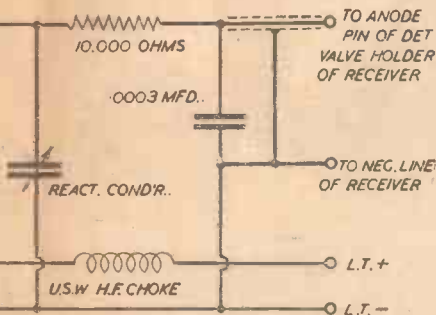 TO ANODE
PIN OF DET
VALVE HOLDER
OF RECEIVER
10.000 OHMS
.0003 MFD..
TO NEG. LINE
OF RECEIVER
REACT. COND'R..
L.T. +
U.S.W H.F. CHOKE
L.T. −